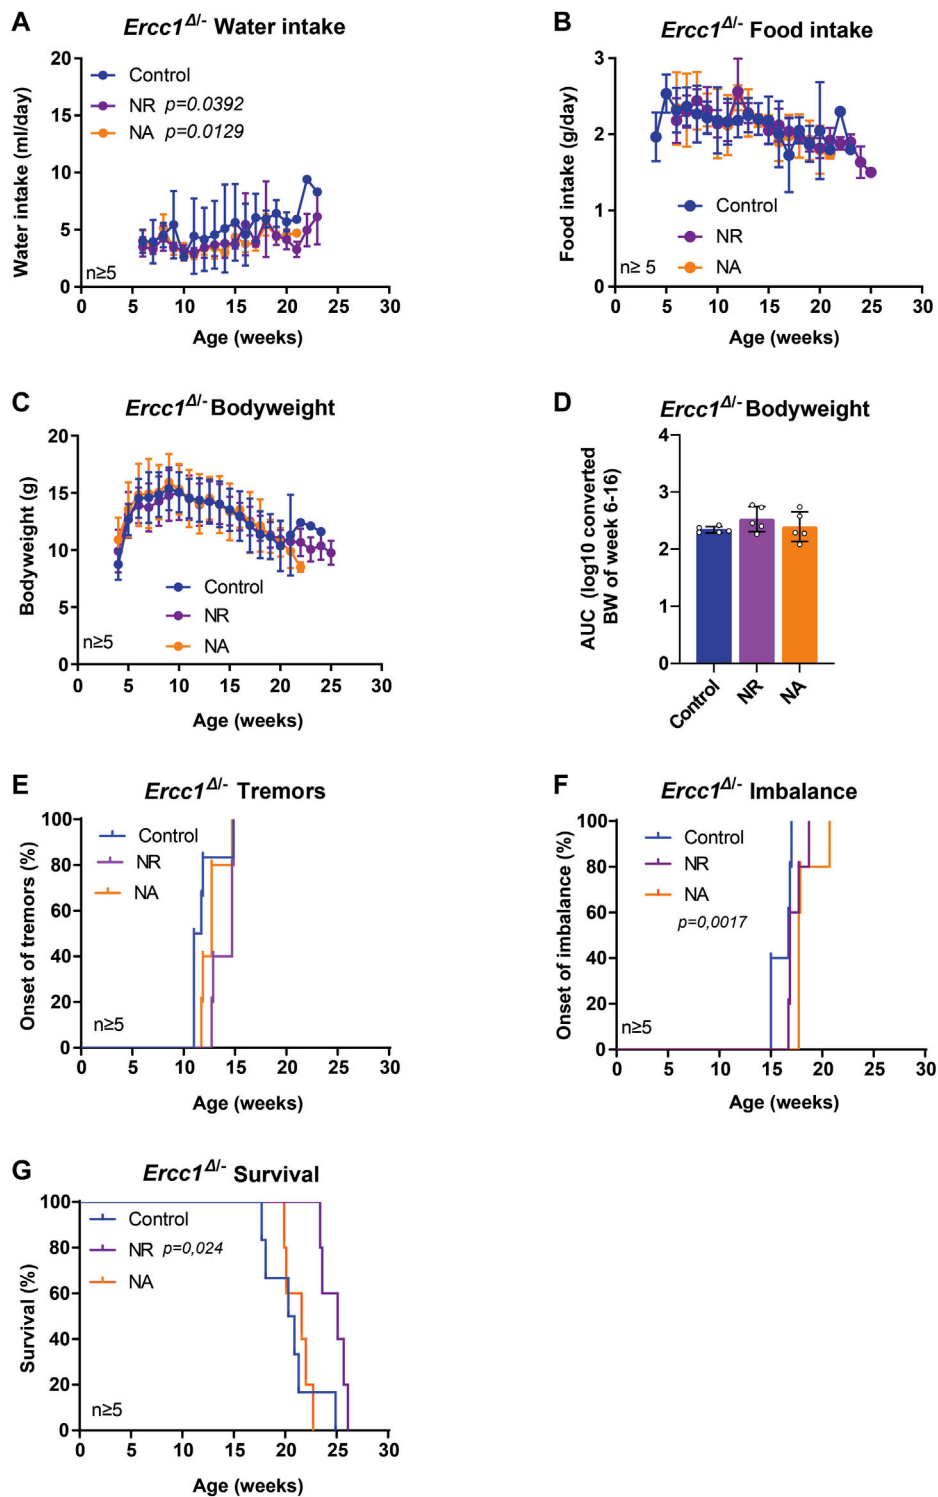 A
Ercc1Δ/- Water intake
Water intake (ml/day)
20
15
10
5
0
Control
NR p=0.0392
NA p=0.0129
n≥5
0 5 10 15 20 25 30
Age (weeks)
B
Ercc1Δ/- Food intake
Food intake (g/day)
3
2
1
0
Control
NR
NA
n≥ 5
0 5 10 15 20 25 30
Age (weeks)
C
Ercc1Δ/- Bodyweight
Bodyweight (g)
20
15
10
5
0
Control
NR
NA
n≥5
0 5 10 15 20 25 30
Age (weeks)
D
Ercc1Δ/- Bodyweight
AUC (log10 converted
BW of week 6-16)
4
3
2
1
0
Control
NR
NA
E
Ercc1Δ/- Tremors
Onset of tremors (%)
100
80
60
40
20
0
Control
NR
NA
n≥5
0 5 10 15 20 25 30
Age (weeks)
F
Ercc1Δ/- Imbalance
Onset of imbalance (%)
100
80
60
40
20
0
Control
NR
NA
p=0,0017
n≥5
0 5 10 15 20 25 30
Age (weeks)
G
Ercc1Δ/- Survival
Survival (%)
100
80
60
40
20
0
Control
NR p=0,024
NA
n≥5
0 5 10 15 20 25 30
Age (weeks)